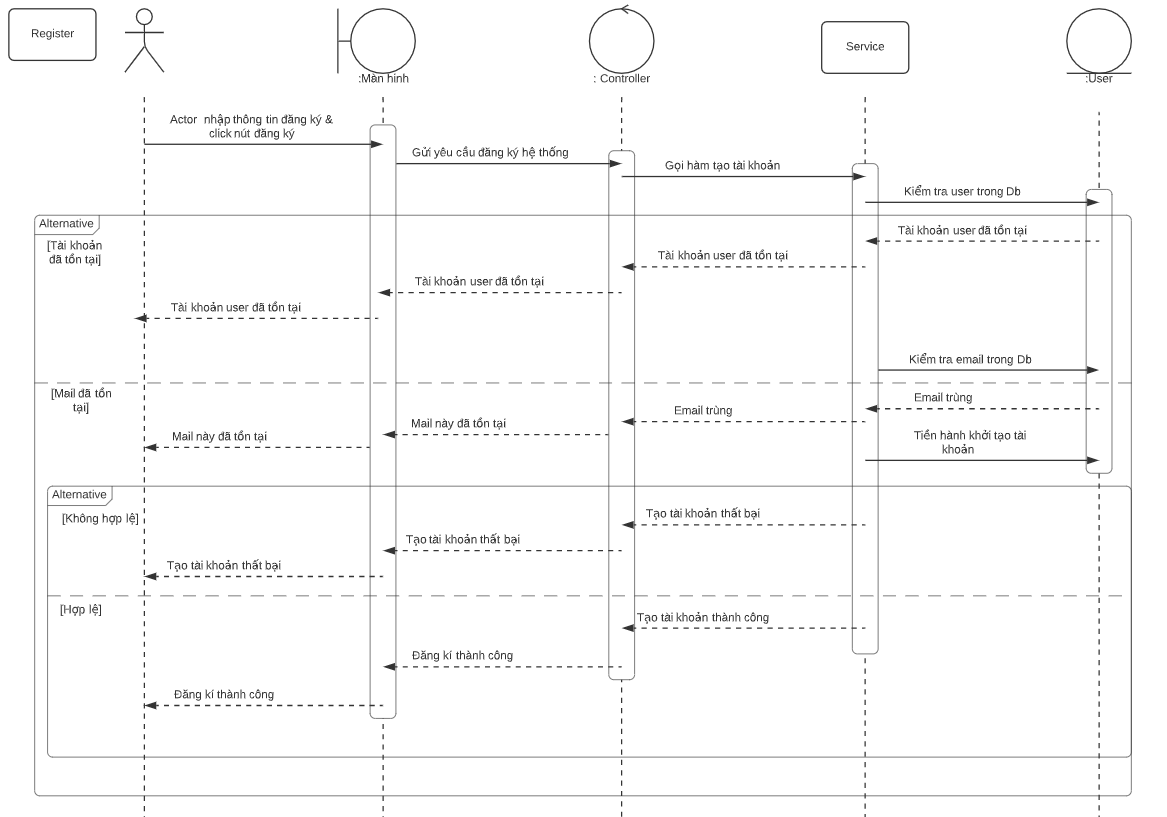 Register
:Màn hình
: Controller
Service
:User
Actor nhập thông tin đăng ký &
click nút đăng ký
Gửi yêu cầu đăng ký hệ thống
Gọi hàm tạo tài khoản
Kiểm tra user trong Db
Alternative
[Tài khoản
đã tồn tại]
Tài khoản user đã tồn tại
Tài khoản user đã tồn tại
Tài khoản user đã tồn tại
Tài khoản user đã tồn tại
Kiểm tra email trong Db
[Mail đã tồn
tại]
Email trùng
Email trùng
Mail này đã tồn tại
Mail này đã tồn tại
Tiền hành khởi tạo tài
khoản
Alternative
[Không hợp lệ]
Tạo tài khoản thất bại
Tạo tài khoản thất bại
Tạo tài khoản thất bại
[Hợp lệ]
Tạo tài khoản thành công
Đăng kí thành công
Đăng kí thành công